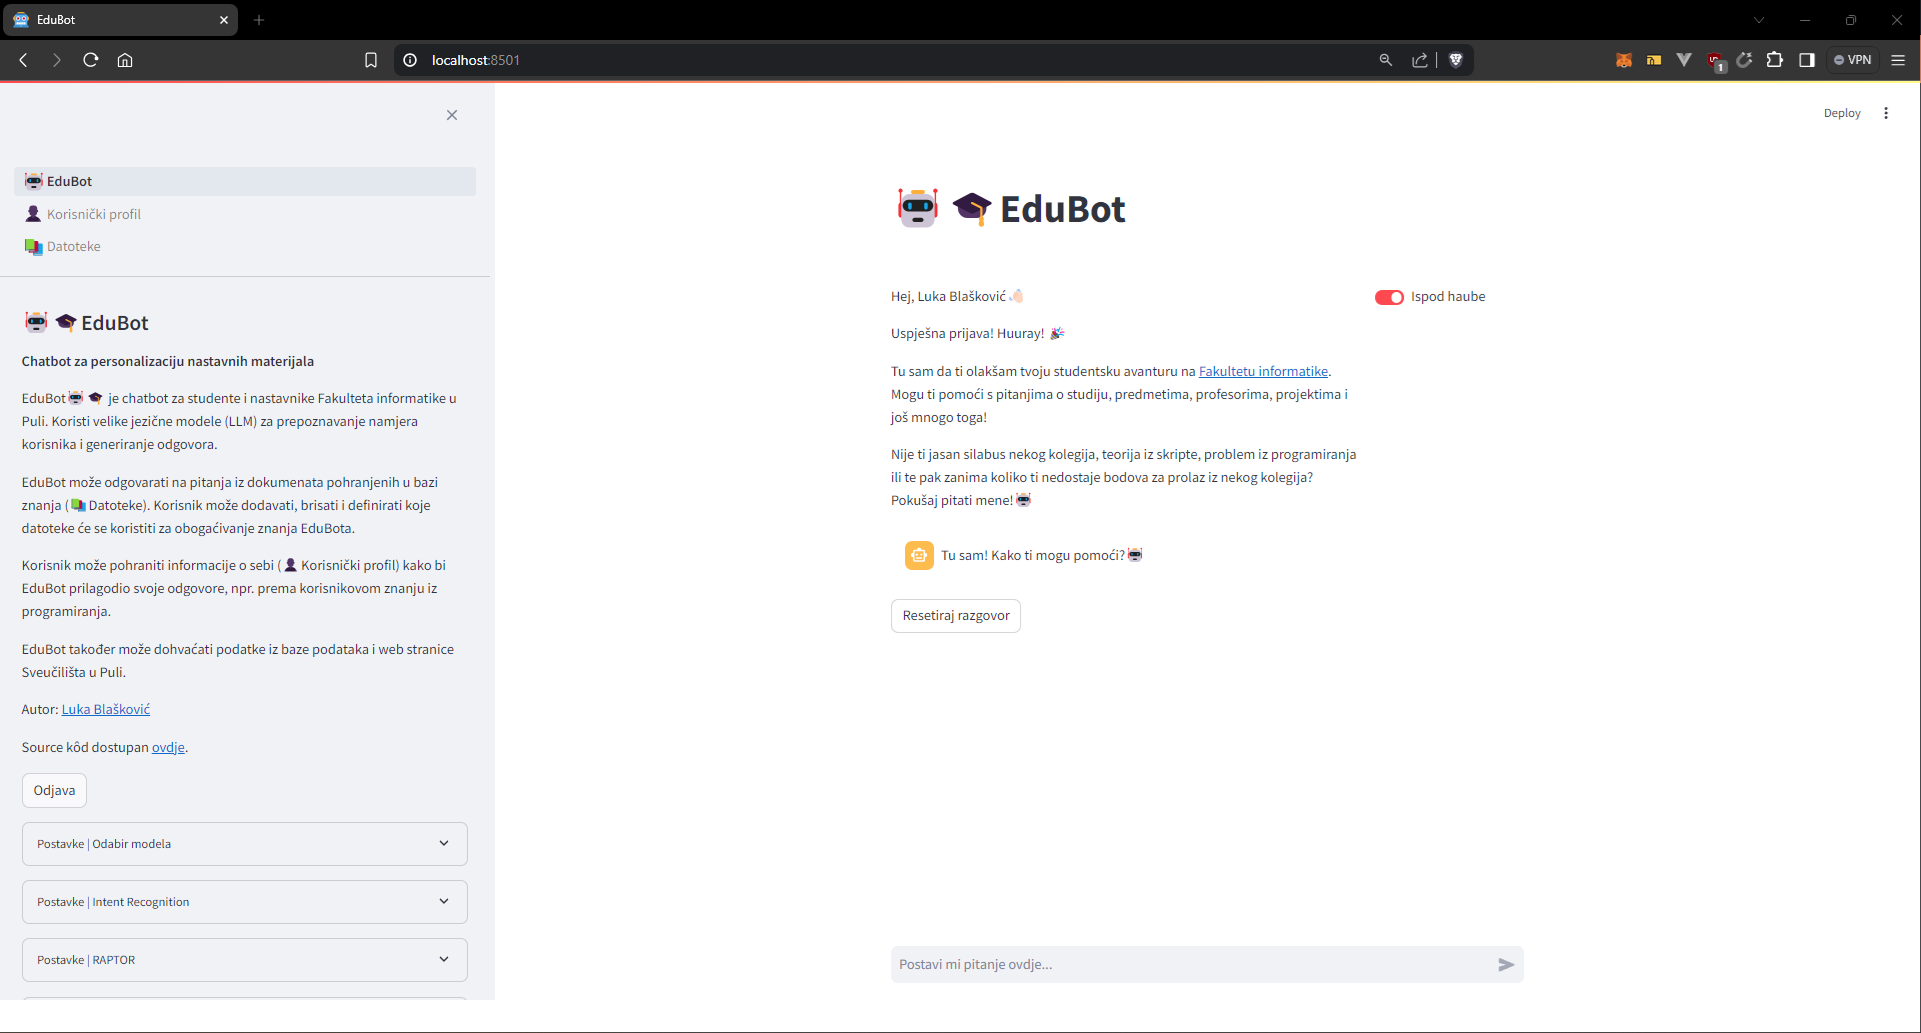 EduBot
localhost:8501
1
VPN
Deploy
EduBot
Korisnički profil
Datoteke
EduBot
Chatbot za personalizaciju nastavnih materijala
EduBot je chatbot za studente i nastavnike Fakulteta informatike u
Puli. Koristi velike jezične modele (LLM) za prepoznavanje namjera
korisnika i generiranje odgovora.
EduBot može odgovarati na pitanja iz dokumenata pohranjenih u bazi
znanja ( Datoteke). Korisnik može dodavati, brisati i definirati koje
datoteke će se koristiti za obogaćivanje znanja EduBota.
Korisnik može pohraniti informacije o sebi ( Korisnički profil) kako bi
EduBot prilagodio svoje odgovore, npr. prema korisnikovom znanju iz
programiranja.
EduBot također može dohvaćati podatke iz baze podataka i web stranice
Sveučilišta u Puli.
Autor: Luka Blašković
Source kôd dostupan ovdje.
Odjava
Postavke | Odabir modela
Postavke | Intent Recognition
Postavke | RAPTOR
EduBot
Hej, Luka Blašković
Ispod haube
Uspješna prijava! Huuray!
Tu sam da ti olakšam tvoju studentsku avanturu na Fakultetu informatike.
Mogu ti pomoći s pitanjima o studiju, predmetima, profesorima, projektima i
još mnogo toga!
Nije ti jasan silabus nekog kolegija, teorija iz skripte, problem iz programiranja
ili te pak zanima koliko ti nedostaje bodova za prolaz iz nekog kolegija?
Pokušaj pitati mene!
Tu sam! Kako ti mogu pomoći?
Resetiraj razgovor
Postavi mi pitanje ovdje...